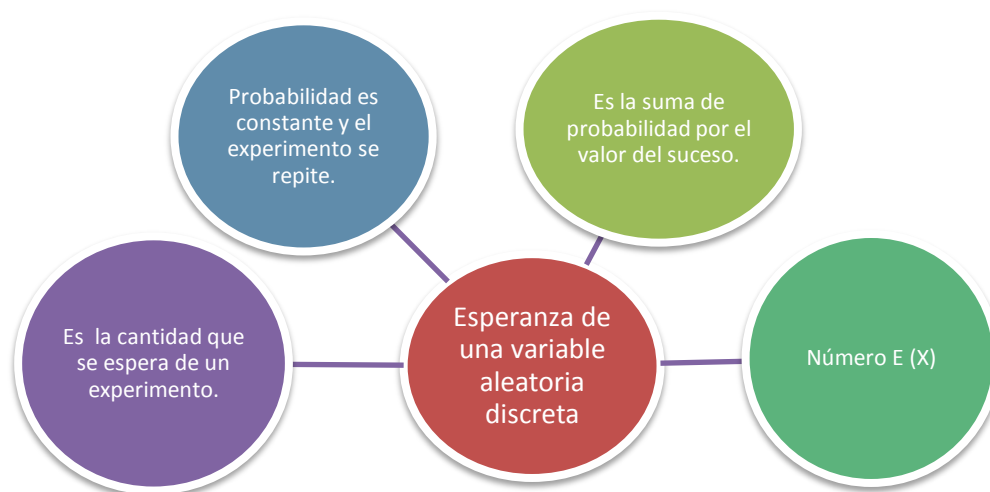 Probabilidad es
constante y el
experimento se
repite.
Es la suma de
probabilidad por el
valor del suceso.
Es la cantidad que
se espera de un
experimento.
Esperanza de
una variable
aleatoria
discreta
Número E (X)